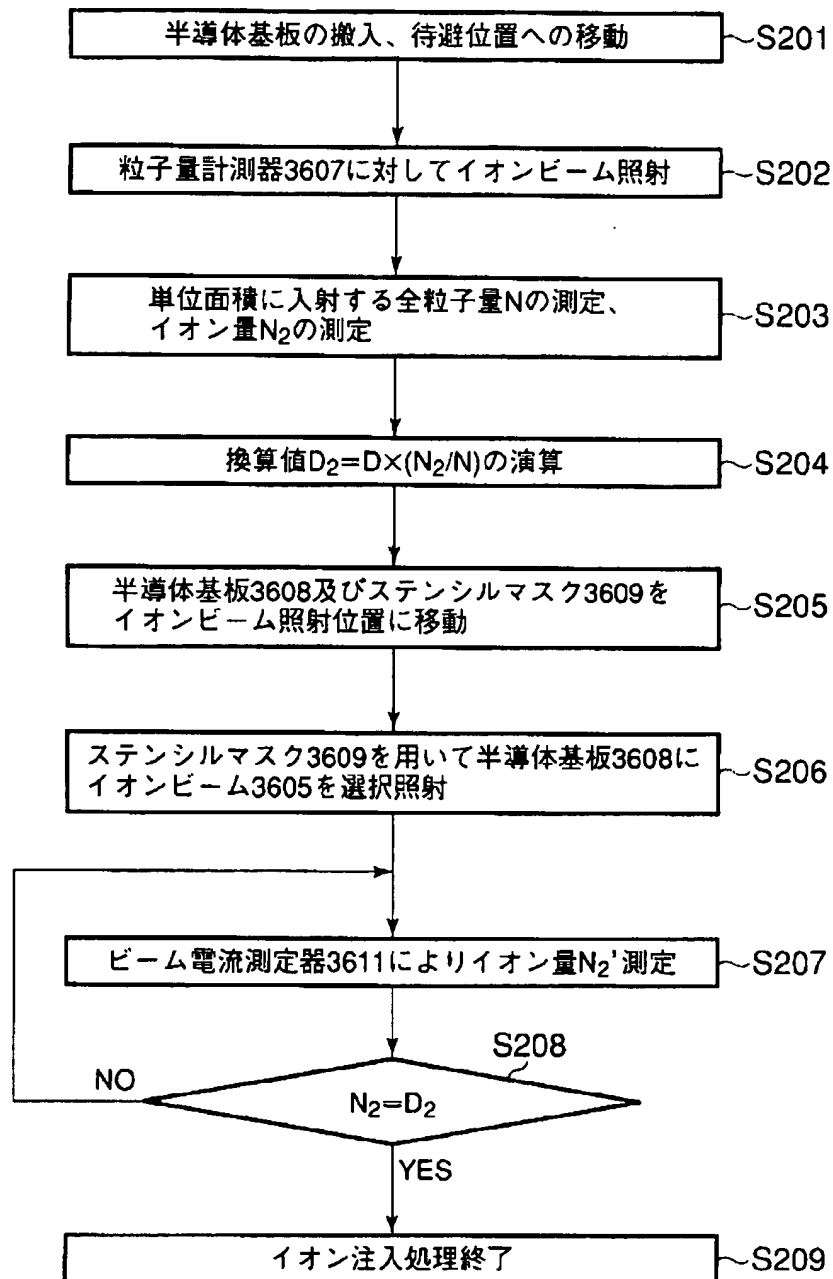 半導体基板の搬入、待避位置への移動
S201
粒子量計測器3607に対してイオンビーム照射
S202
単位面積に入射する全粒子量Nの測定、
イオン量N₂の測定
S203
換算値D₂=D×(N₂/N)の演算
S204
半導体基板3608及びステンシルマスク3609を
イオンビーム照射位置に移動
S205
ステンシルマスク3609を用いて半導体基板3608に
イオンビーム3605を選択照射
S206
ビーム電流測定器3611によりイオン量N₂'測定
S207
S208
NO
N₂=D₂
YES
イオン注入処理終了
S209